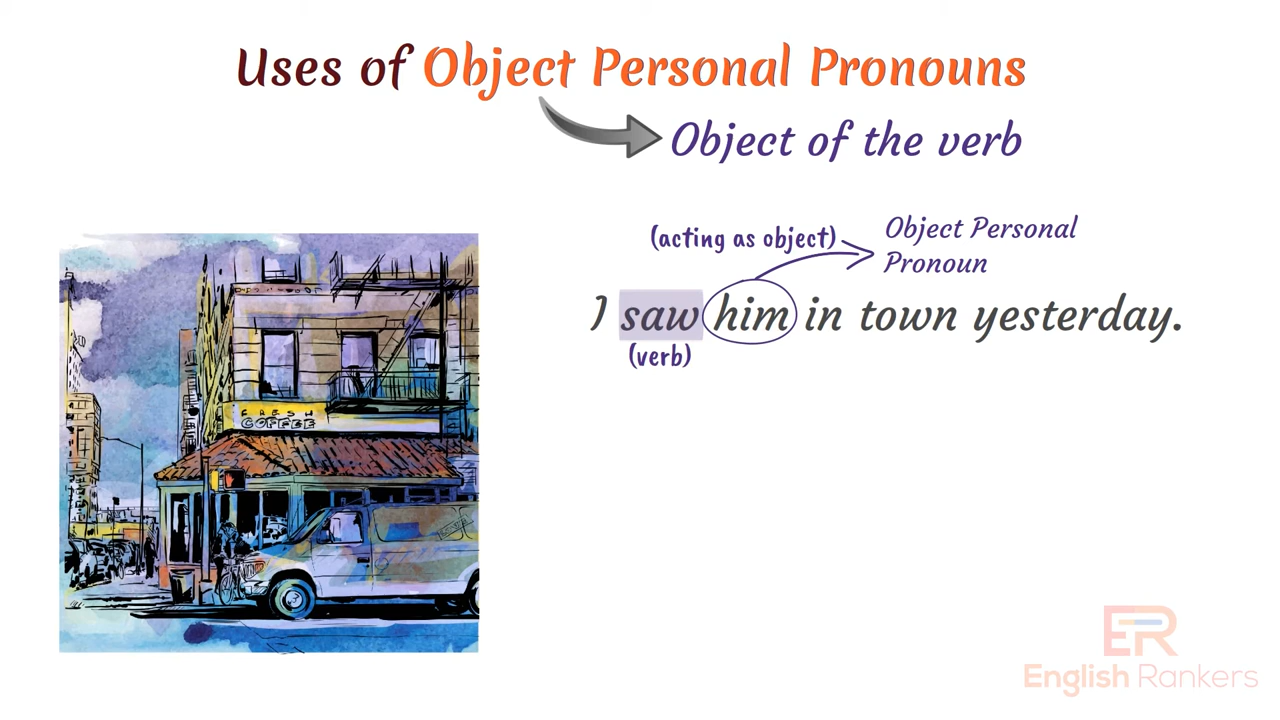 Uses of Object Personal Pronouns
Object of the verb
(acting as object)
Object Personal
Pronoun
I saw him in town yesterday.
(verb)
FRESH
COFFEE
ER
English Rankers